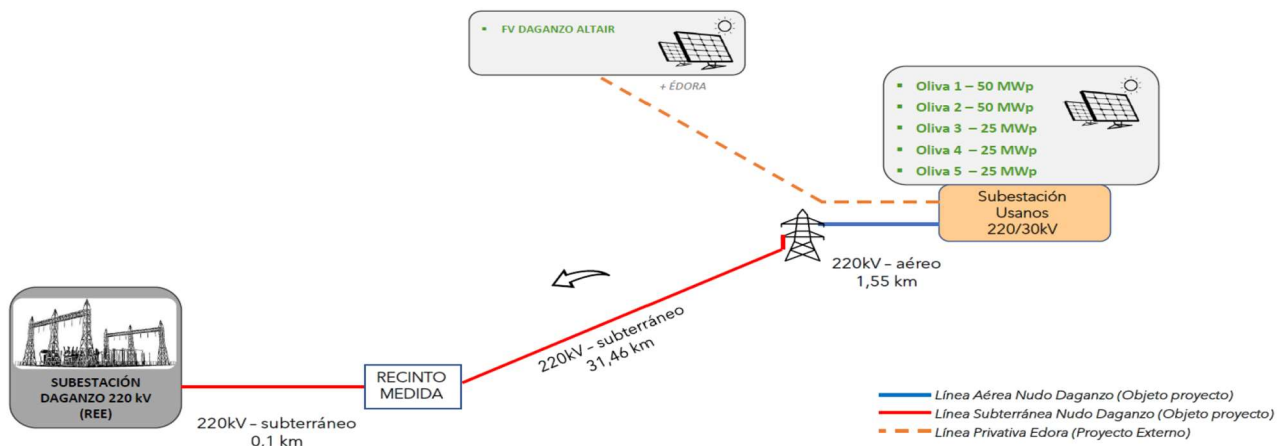 FV DAGANZO ALTAIR
+ ÉDORA
Oliva 1 – 50 MWp
Oliva 2 – 50 MWp
Oliva 3 – 25 MWp
Oliva 4 – 25 MWp
Oliva 5 – 25 MWp
Subestación
Usanos
220/30kV
220kV – aéreo
1,55 km
220kV – subterráneo
31,46 km
SUBESTACIÓN
DAGANZO 220 kV
(REE)
RECINTO
MEDIDA
220kV – subterráneo
0,1 km
Línea Aérea Nudo Daganzo (Objeto proyecto)
Línea Subterránea Nudo Daganzo (Objeto proyecto)
Línea Privativa Edora (Proyecto Externo)